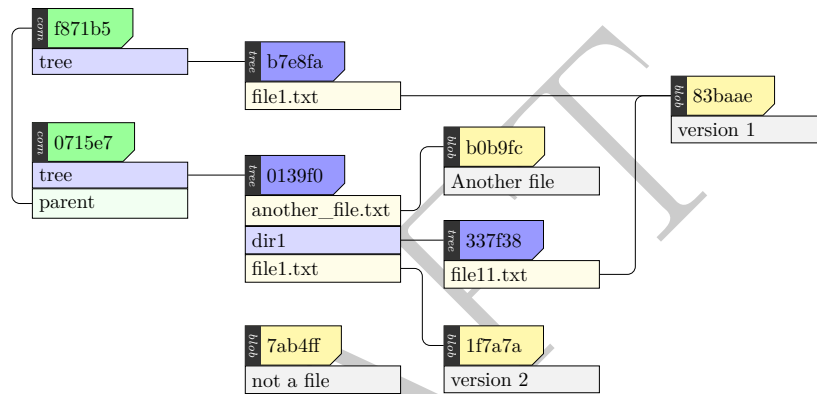 com f871b5
tree
tree b7e8fa
file1.txt
blob 83baae
version 1
com 0715e7
tree
parent
tree 0139f0
another_file.txt
dir1
file1.txt
blob b0b9fc
Another file
tree 337f38
file11.txt
blob 7ab4ff
not a file
blob 1f7a7a
version 2